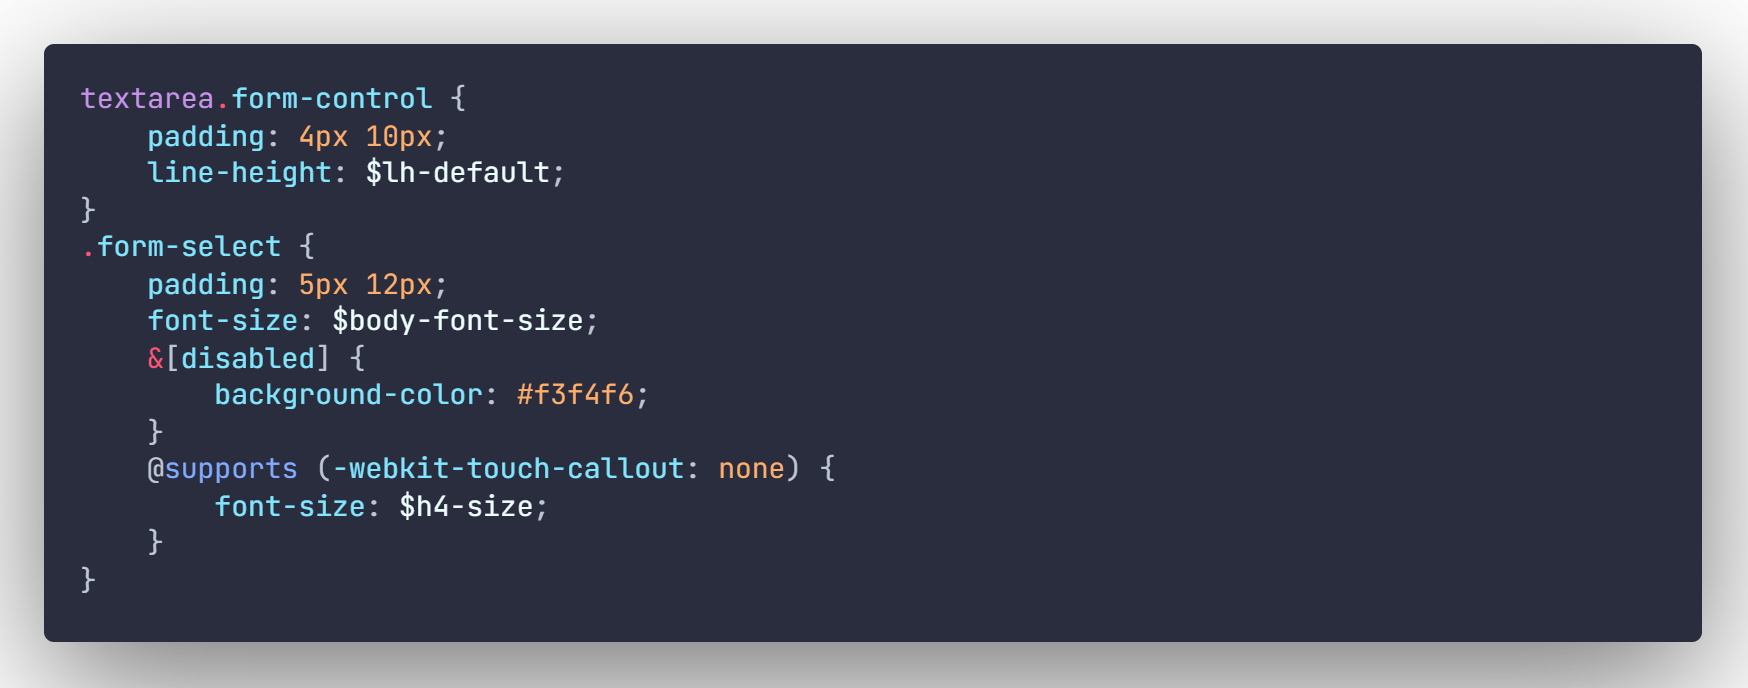 textarea.form-control {
    padding: 4px 10px;
    line-height: $lh-default;
}
.form-select {
    padding: 5px 12px;
    font-size: $body-font-size;
    &[disabled] {
        background-color: #f3f4f6;
    }
    @supports (-webkit-touch-callout: none) {
        font-size: $h4-size;
    }
}